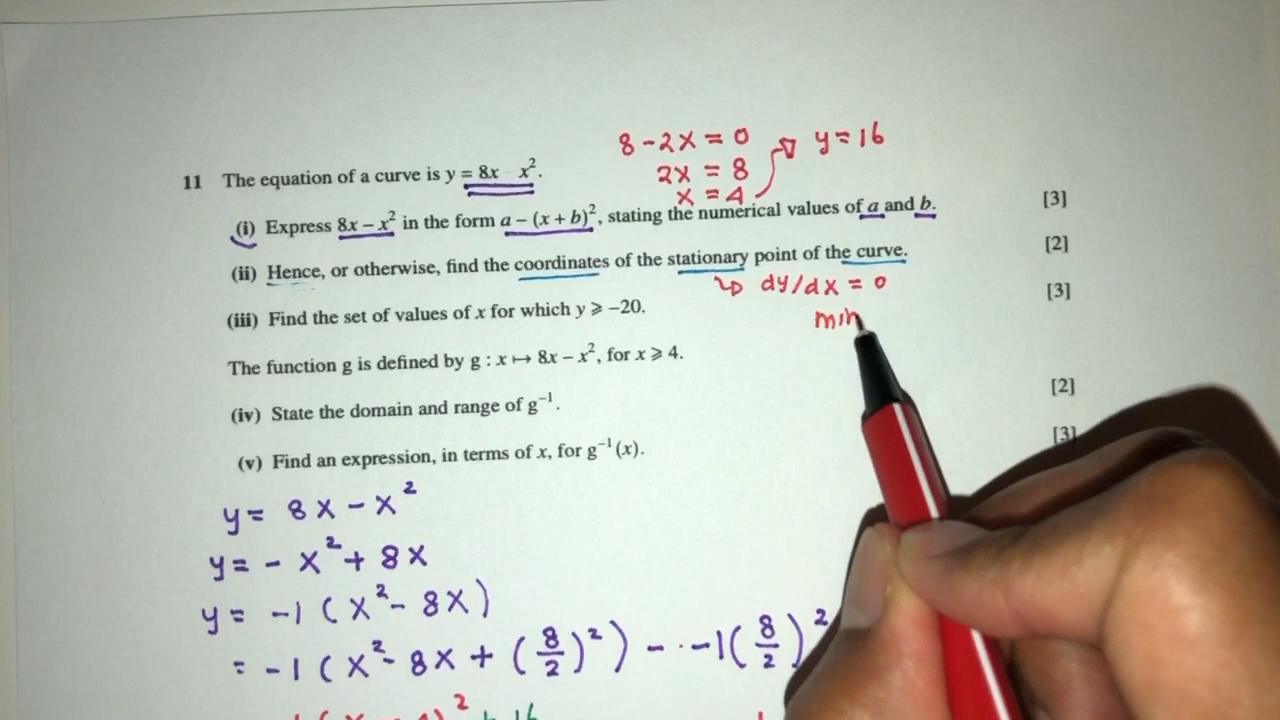 8 - 2x = 0
y = 16
2x = 8
x = 4
11 The equation of a curve is y = 8x - x².
(i) Express 8x – x² in the form a – (x + b)², stating the numerical values of a and b. [3]
(ii) Hence, or otherwise, find the coordinates of the stationary point of the curve. [2]
↳ dy/dx = 0
(iii) Find the set of values of x for which y ⩾ –20. [3]
min
The function g is defined by g : x ↦ 8x – x², for x ⩾ 4.
(iv) State the domain and range of g⁻¹. [2]
(v) Find an expression, in terms of x, for g⁻¹(x). [3]
y = 8x - x²
y = - x² + 8x
y = -1 (x² - 8x)
= -1 (x² - 8x + (8/2)²) - -1(8/2)²